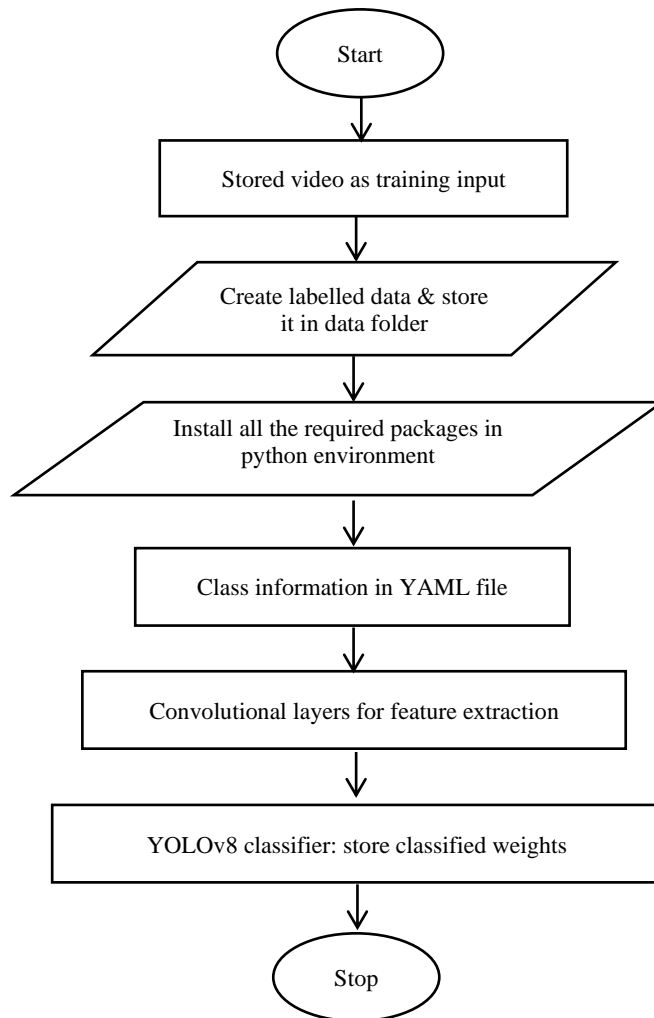 Start
Stored video as training input
Create labelled data & store
it in data folder
Install all the required packages in
python environment
Class information in YAML file
Convolutional layers for feature extraction
YOLOv8 classifier: store classified weights
Stop